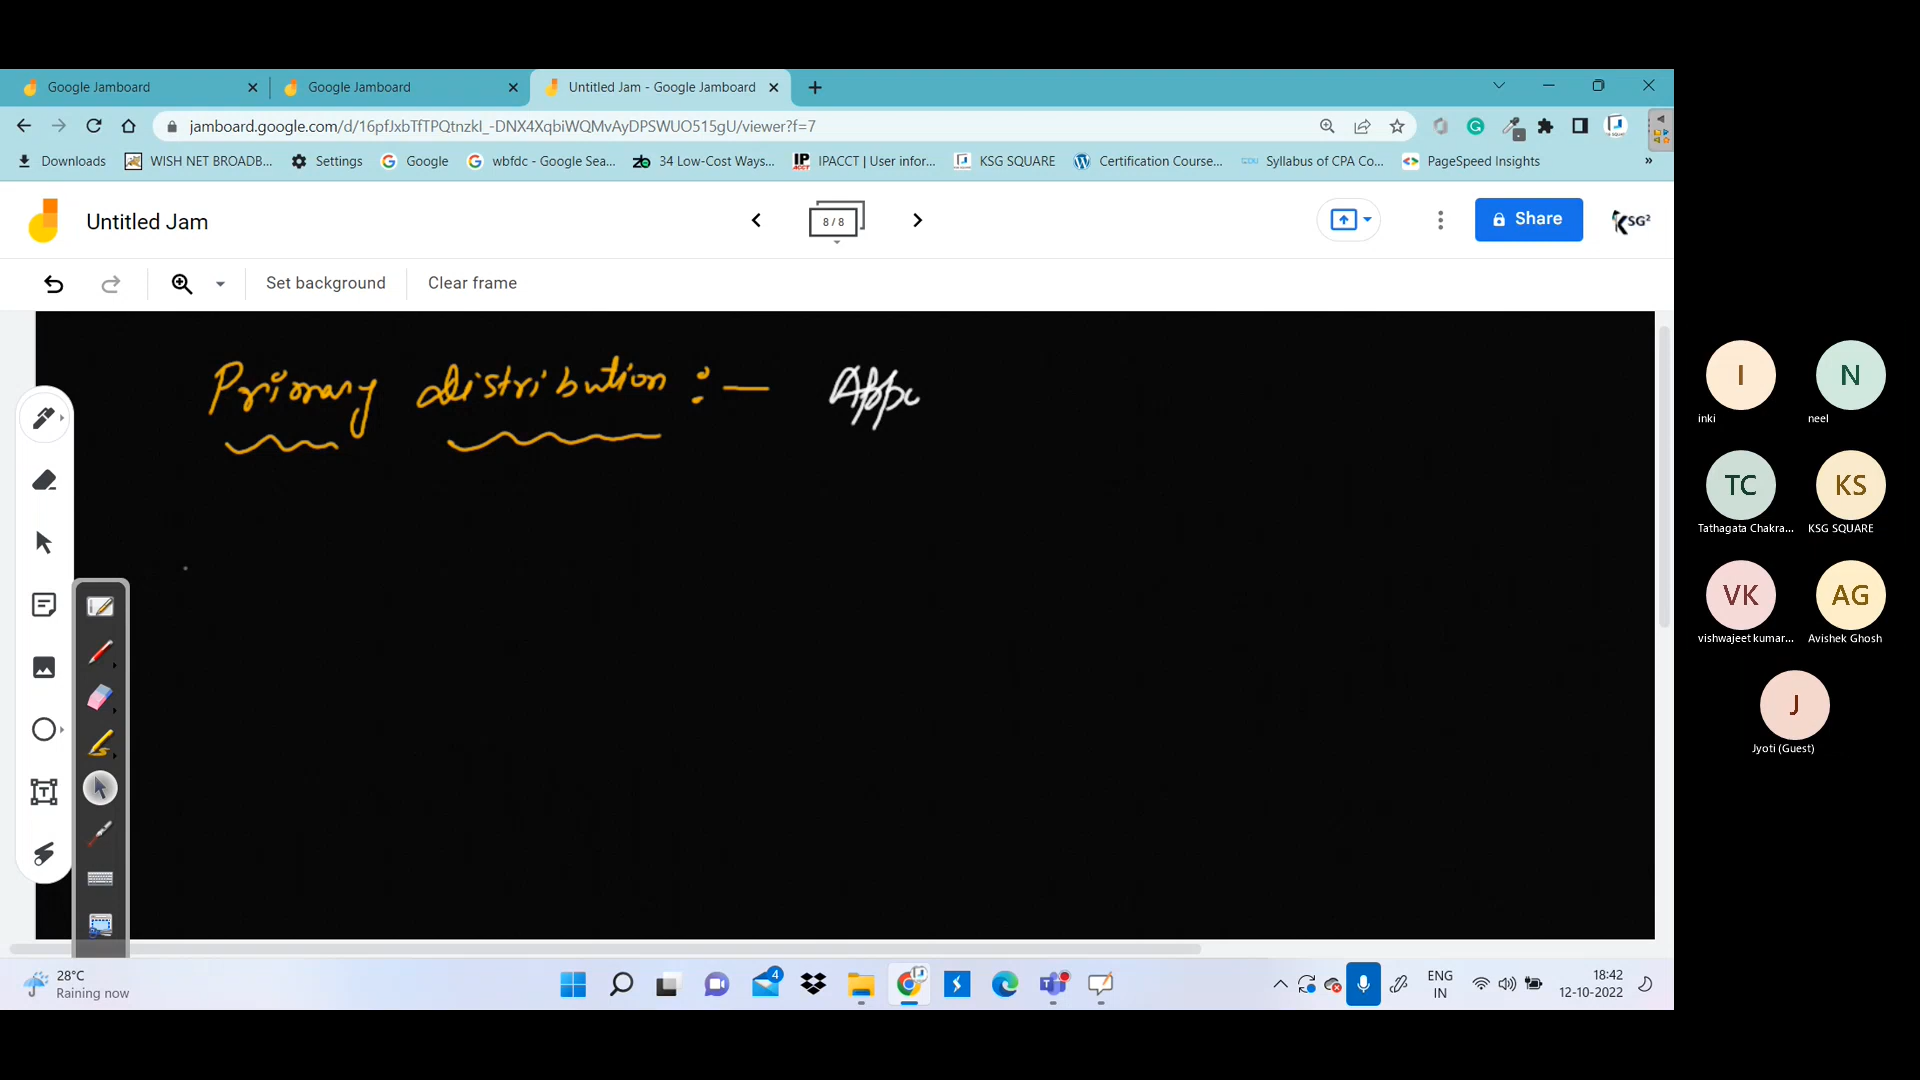 Google Jamboard
Google Jamboard
Untitled Jam - Google Jamboard
jamboard.google.com/d/16pfJxbTfTPQtnzkl_-DNX4XqbiWQMvAyDPSWUO515gU/viewer?f=7
Downloads
WISH NET BROADB...
Settings
Google
wbfdc - Google Sea...
34 Low-Cost Ways...
IPACCT | User infor...
KSG SQUARE
Certification Course...
Syllabus of CPA Co...
PageSpeed Insights
»
Untitled Jam
8 / 8
Share
KSG²
Set background
Clear frame
Primary distribution :—
I
inki
N
neel
TC
Tathagata Chakra...
KS
KSG SQUARE
VK
vishwajeet kumar...
AG
Avishek Ghosh
J
Jyoti (Guest)
28°C
Raining now
4
ENG
IN
18:42
12-10-2022